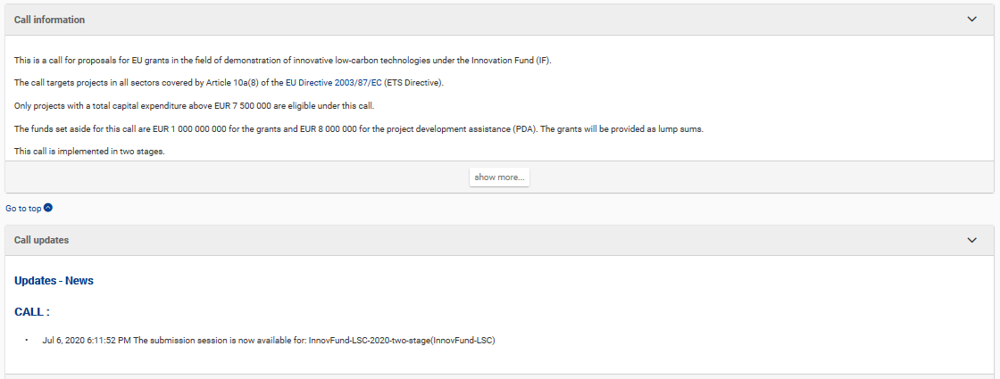 Call information
This is a call for proposals for EU grants in the field of demonstration of innovative low-carbon technologies under the Innovation Fund (IF).
The call targets projects in all sectors covered by Article 10a(8) of the EU Directive 2003/87/EC (ETS Directive).
Only projects with a total capital expenditure above EUR 7 500 000 are eligible under this call.
The funds set aside for this call are EUR 1 000 000 000 for the grants and EUR 8 000 000 for the project development assistance (PDA). The grants will be provided as lump sums.
This call is implemented in two stages.
show more...
Go to top
Call updates
Updates - News
CALL :
• Jul 6, 2020 6:11:52 PM The submission session is now available for: InnovFund-LSC-2020-two-stage(InnovFund-LSC)